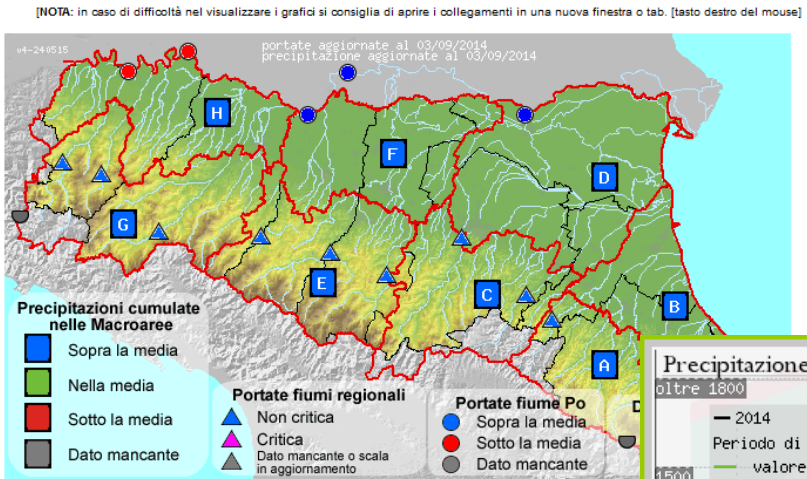 [NOTA: in caso di difficoltà nel visualizzare i grafici si consiglia di aprire i collegamenti in una nuova finestra o tab. [tasto destro del mouse]
v4-240515
portate aggiornate al 03/09/2014
precipitazione aggiornate al 03/09/2014
H
F
D
G
E
C
B
A
Precipitazioni cumulate
nelle Macroaree
Sopra la media
Nella media
Sotto la media
Dato mancante
Portate fiumi regionali
Non critica
Critica
Dato mancante o scala
in aggiornamento
Portate fiume Po
Sopra la media
Sotto la media
Dato mancante
D
Precipitazione
oltre 1800
2014
Periodo di
valore
1500